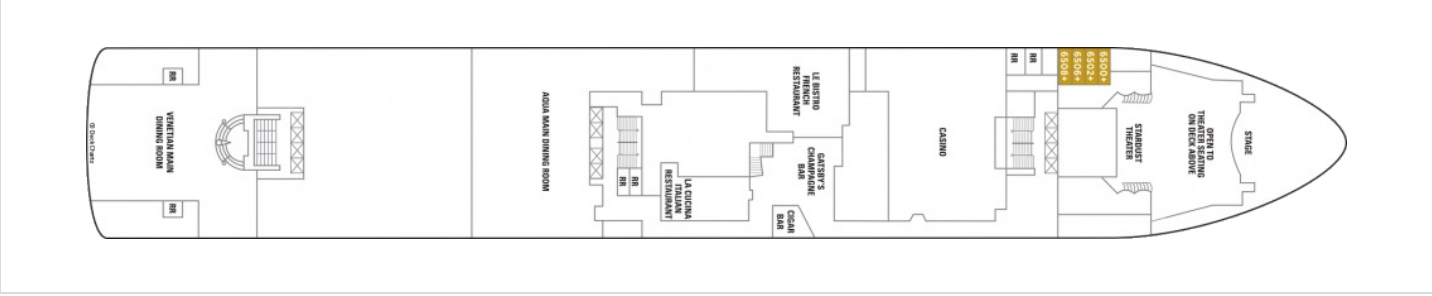 RR
VENETIAN MAIN
DINING ROOM
RR
© DeckChartz
AQUA MAIN DINING ROOM
RR
RR
LA CUCINA
ITALIAN
RESTAURANT
LE BISTRO
FRENCH
RESTAURANT
GATSBY'S
CHAMPAGNE
BAR
CIGAR
BAR
CASINO
RR
RR
6500+
6502+
6506+
6508+
STARDUST
THEATER
OPEN TO
THEATER SEATING
ON DECK ABOVE
STAGE